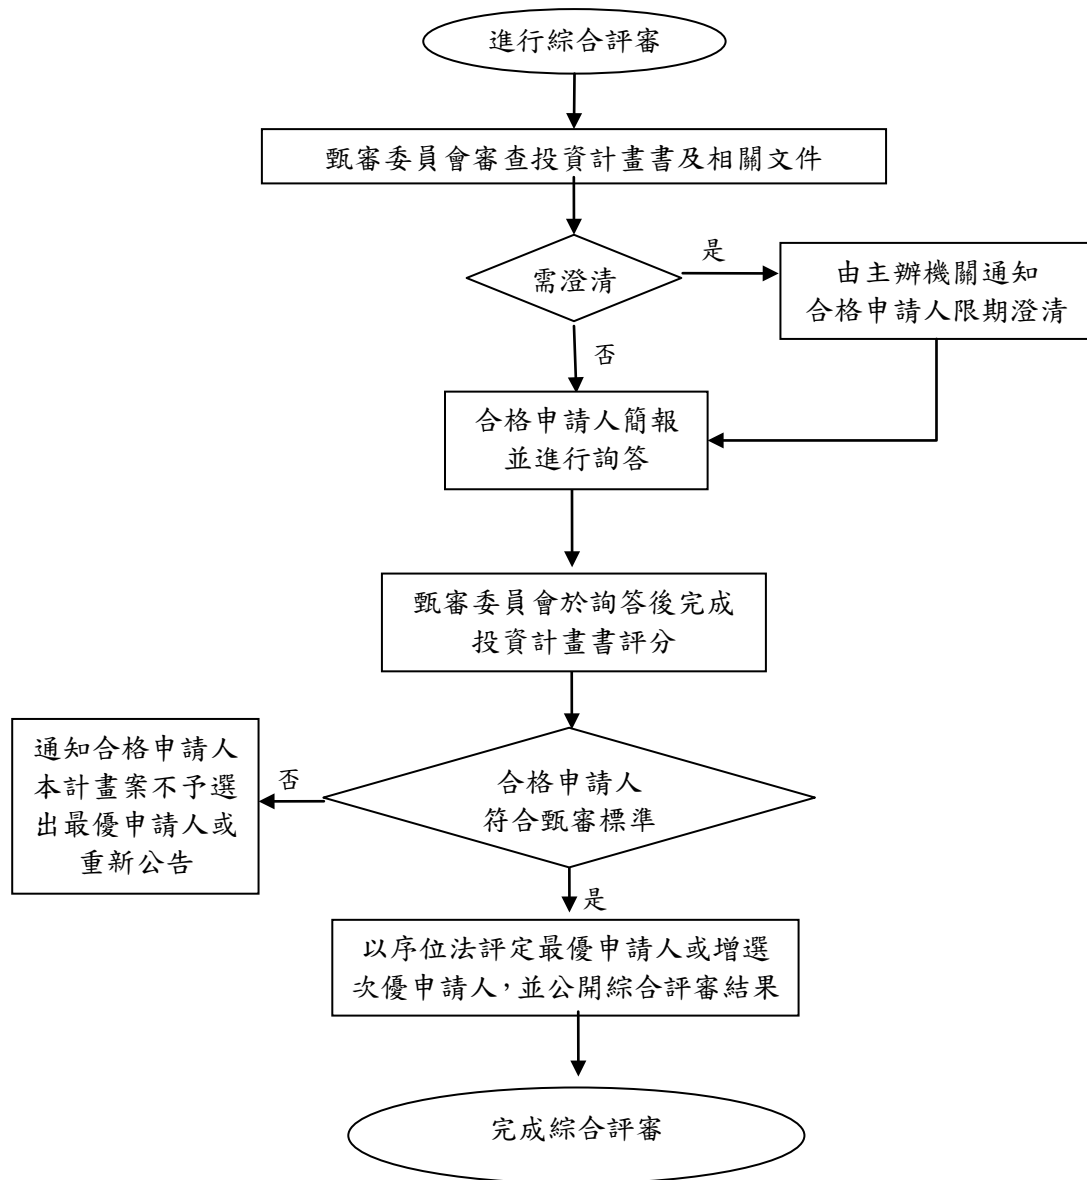 進行綜合評審
甄審委員會審查投資計畫書及相關文件
需澄清
是
由主辦機關通知
合格申請人限期澄清
否
合格申請人簡報
並進行詢答
甄審委員會於詢答後完成
投資計畫書評分
合格申請人
符合甄審標準
否
通知合格申請人
本計畫案不予選
出最優申請人或
重新公告
是
以序位法評定最優申請人或增選
次優申請人，並公開綜合評審結果
完成綜合評審